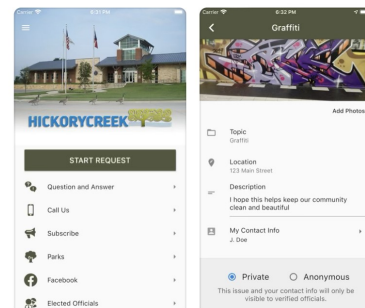 Carrier
6:31 PM
HICKORYCREEK
START REQUEST
Question and Answer
Call Us
Subscribe
Parks
Facebook
Elected Officials
Carrier
6:32 PM
Graffiti
Add Photos
Topic
Graffiti
Location
123 Main Street
Description
I hope this helps keep our community
clean and beautiful
My Contact Info
J. Doe
Private
Anonymous
This issue and your contact info will only be
visible to verified officials.